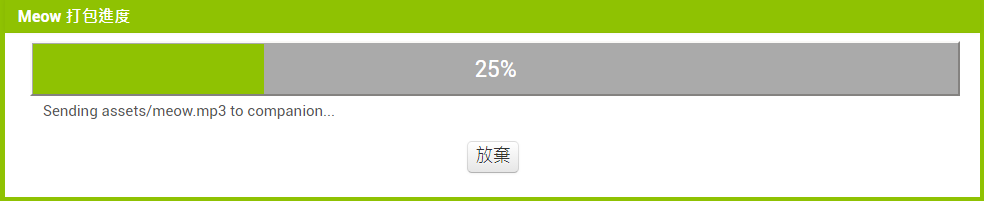 Meow 打包進度
25%
Sending assets/meow.mp3 to companion...
放棄